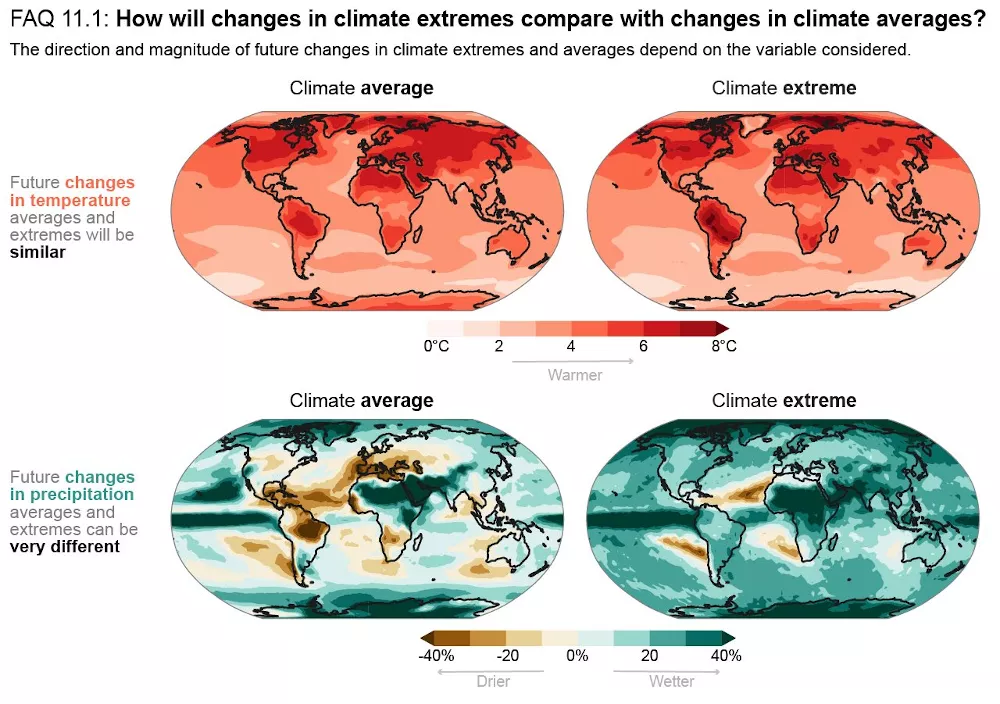 FAQ 11.1: How will changes in climate extremes compare with changes in climate averages?
The direction and magnitude of future changes in climate extremes and averages depend on the variable considered.
Climate average
Climate extreme
Future changes
in temperature
averages and
extremes will be
similar
0°C 2 4 6 8°C
Warmer
Climate average
Climate extreme
Future changes
in precipitation
averages and
extremes can be
very different
-40% -20 0% 20 40%
Drier
Wetter